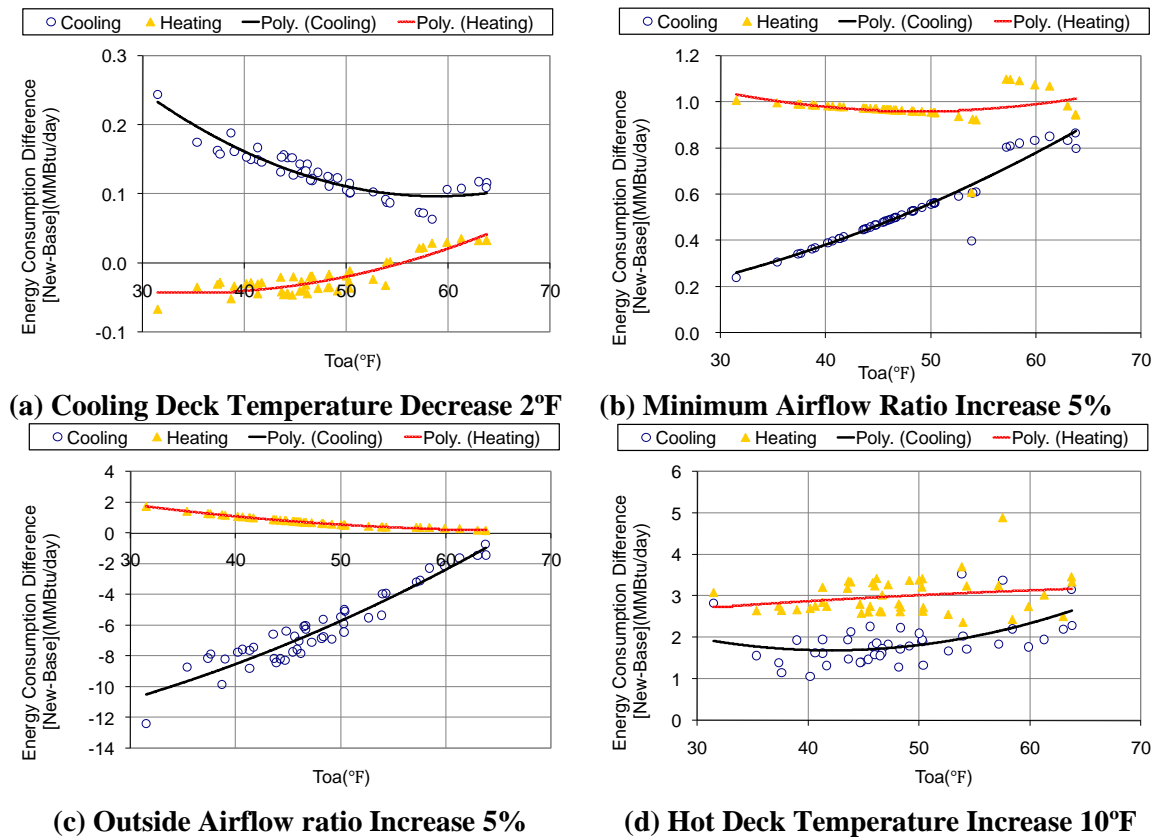 Cooling Heating Poly. (Cooling) Poly. (Heating)
Energy Consumption Difference
[New-Base](MMBtu/day)
0.3
0.2
0.1
0.0
-0.1
30 40 50 60 70
Toa(°F)
(a) Cooling Deck Temperature Decrease 2°F
Cooling Heating Poly. (Cooling) Poly. (Heating)
Energy Consumption Difference
[New-Base](MMBtu/day)
1.2
1.0
0.8
0.6
0.4
0.2
0.0
30 40 50 60 70
Toa(°F)
(b) Minimum Airflow Ratio Increase 5%
Cooling Heating Poly. (Cooling) Poly. (Heating)
Energy Consumption Difference
[New-Base](MMBtu/day)
4
2
0
-2
-4
-6
-8
-10
-12
-14
30 40 50 60 70
Toa(°F)
(c) Outside Airflow ratio Increase 5%
Cooling Heating Poly. (Cooling) Poly. (Heating)
Energy Consumption Difference
[New-Base](MMBtu/day)
6
5
4
3
2
1
0
30 40 50 60 70
Toa(°F)
(d) Hot Deck Temperature Increase 10°F